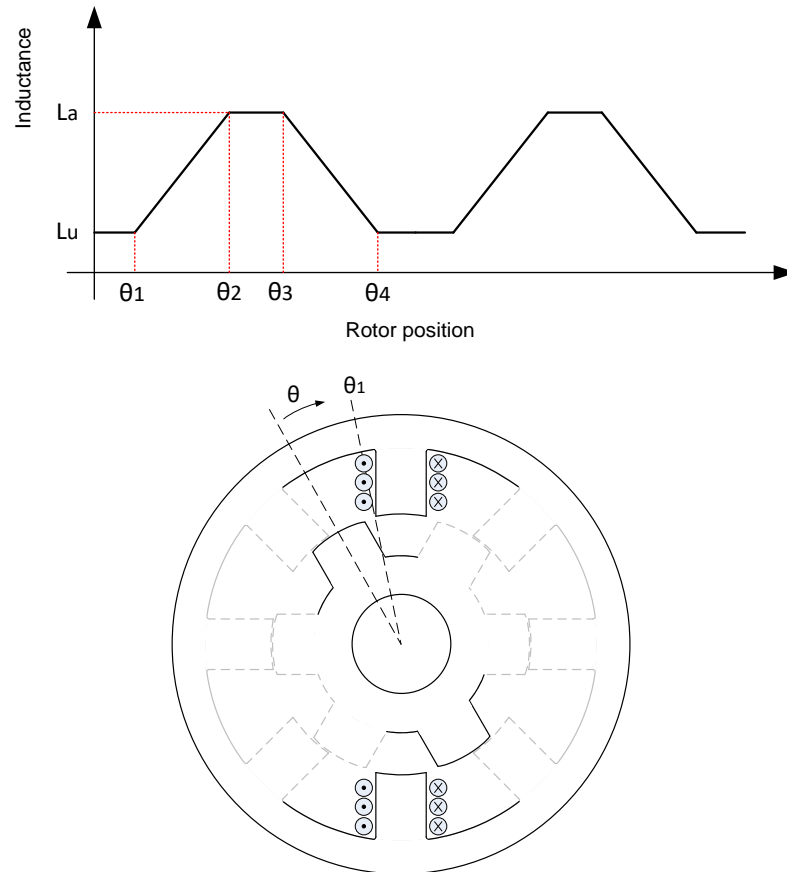 Inductance
La
Lu
θ1
θ2
θ3
θ4
Rotor position
θ
θ1